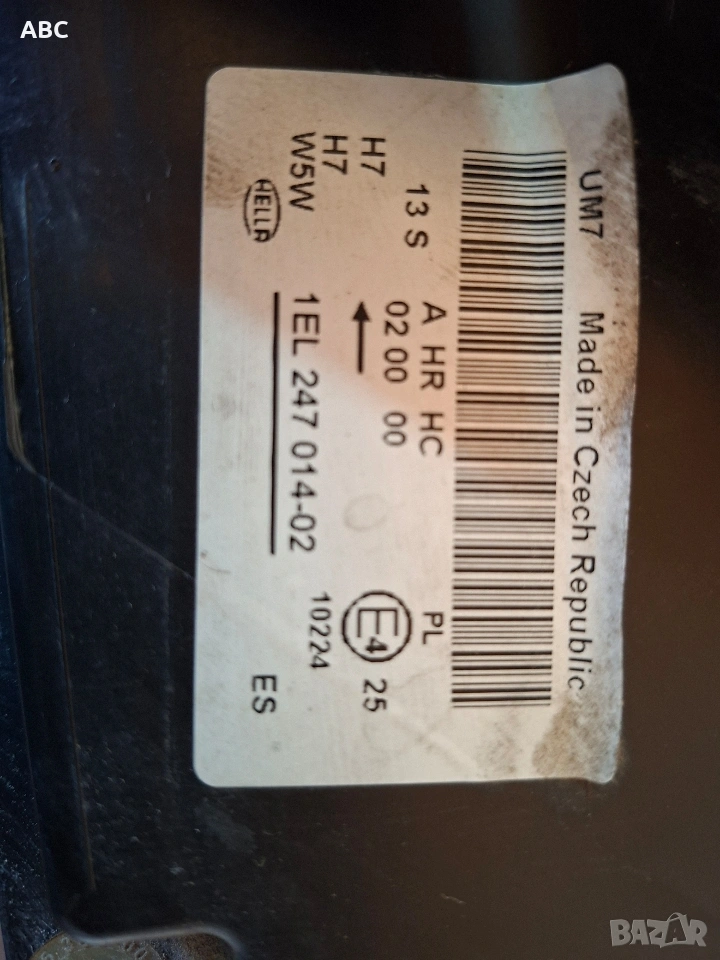 ABC
UM7 Made in Czech Republic
A HR HC PL
13 S 02 00 00 E4 25
H7
H7
W5W 10224
1EL 247 014-02
HELLA ES
BAZAR